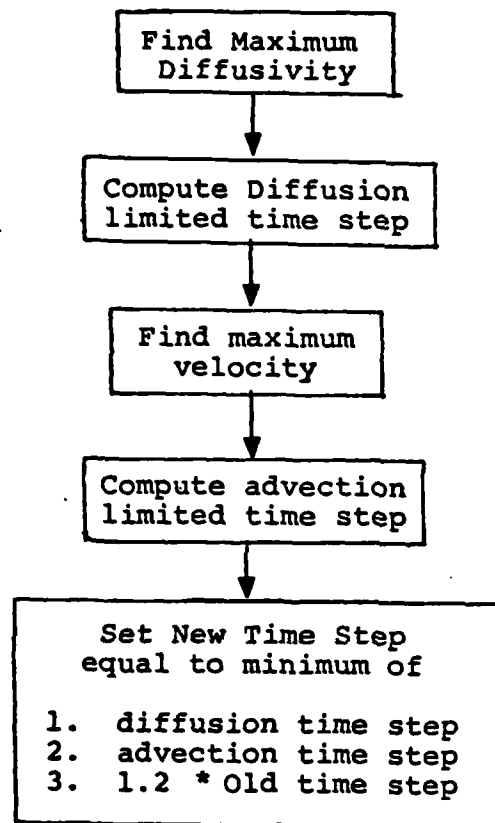 Find Maximum
Diffusivity
Compute Diffusion
limited time step
Find maximum
velocity
Compute advection
limited time step
Set New Time Step
equal to minimum of
1. diffusion time step
2. advection time step
3. 1.2 * Old time step